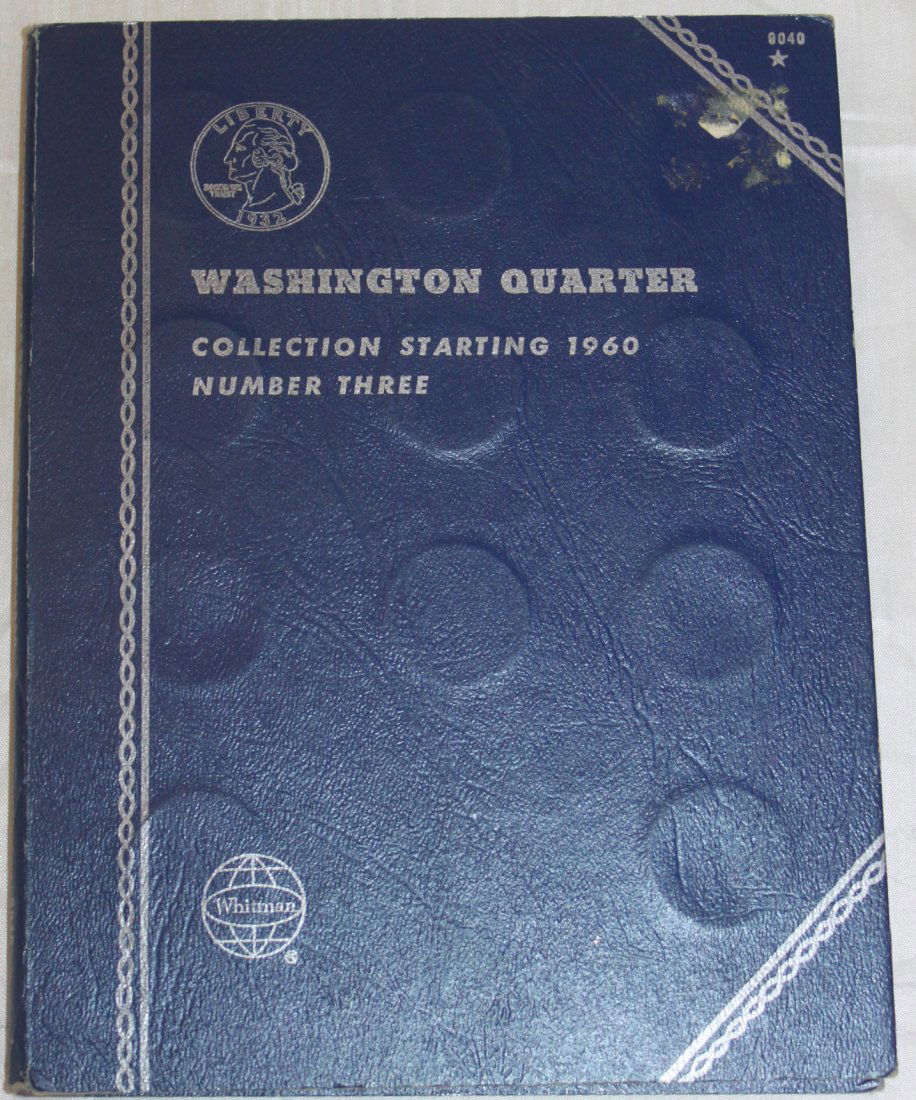 9040
LIBERTY
IN GOD WE
TRUST
1932
WASHINGTON QUARTER
COLLECTION STARTING 1960
NUMBER THREE
Whitman
®